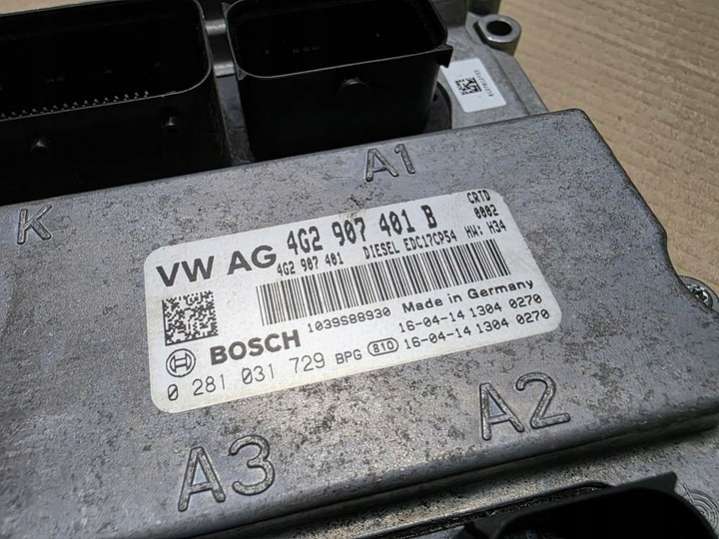 A1
K
VW AG 4G2 907 401 B CRTD
4G2 907 401 DIESEL EDC17CP54 HW: H34 0002
1039S88930 Made in Germany
BOSCH 16-04-14 1304 0270
0 281 031 729 BPG 810 16-04-14 1304 0270
A3 A2